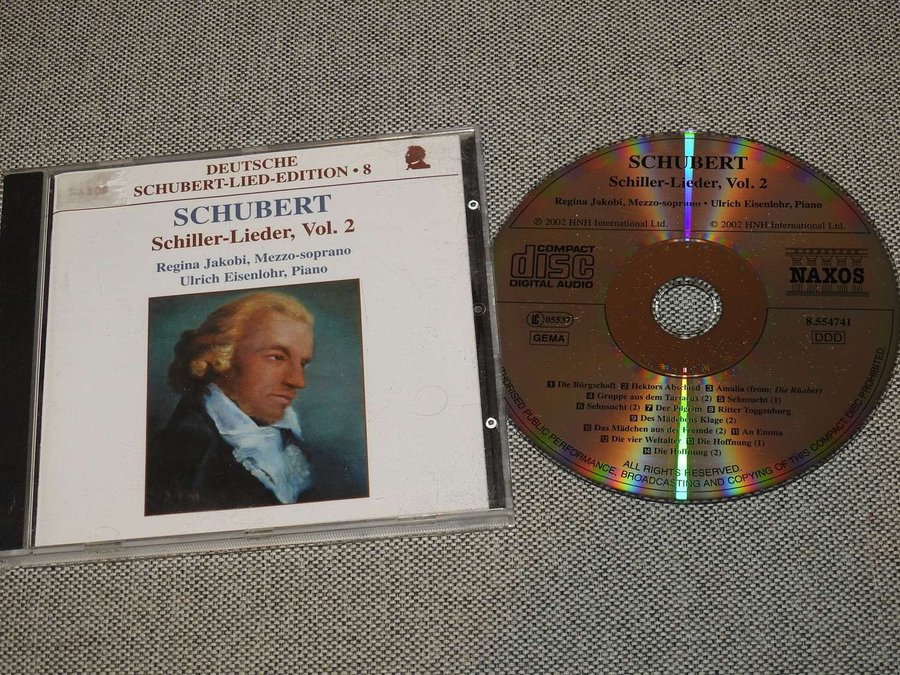 DEUTSCHE
SCHUBERT-LIED-EDITION • 8
SCHUBERT
Schiller-Lieder, Vol. 2
Regina Jakobi, Mezzo-soprano
Ulrich Eisenlohr, Piano
SCHUBERT
Schiller-Lieder, Vol. 2
Regina Jakobi, Mezzo-soprano • Ulrich Eisenlohr, Piano
℗ 2002 HNH International Ltd. © 2002 HNH International Ltd.
COMPACT
disc
DIGITAL AUDIO
NAXOS
LC 05537
GEMA
8.554741
DDD
1 Die Bürgschaft 2 Hektors Abschied 3 Amalia (from: Die Räuber)
4 Gruppe aus dem Tartarus (2) 5 Sehnsucht (1)
6 Sehnsucht (2) 7 Der Pilgrim 8 Ritter Toggenburg
9 Des Mädchens Klage (2)
10 Das Mädchen aus der Fremde (2) 11 An Emma
12 Die vier Weltalter 13 Die Hoffnung (1)
14 Die Hoffnung (2)
ALL RIGHTS RESERVED.
PUBLIC PERFORMANCE, BROADCASTING AND COPYING OF THIS COMPACT DISC PROHIBITED.